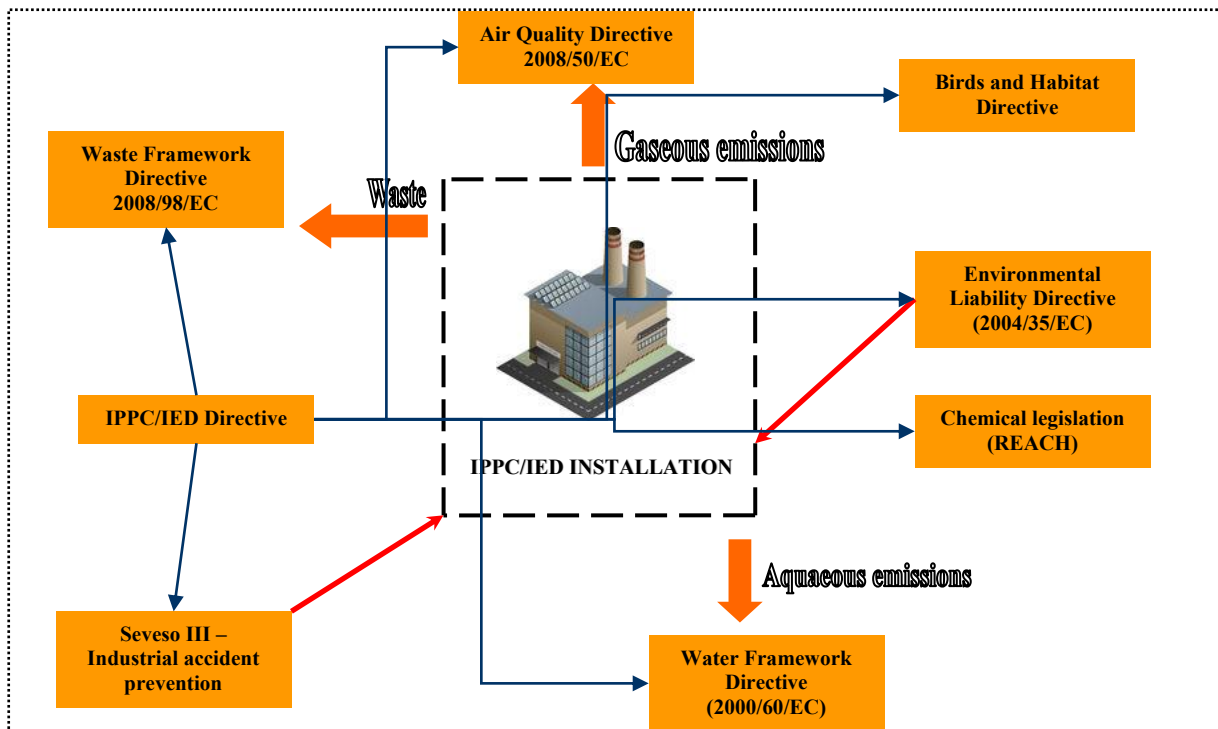 Air Quality Directive
2008/50/EC
Birds and Habitat
Directive
Gaseous emissions
Waste Framework
Directive
2008/98/EC
Waste
Environmental
Liability Directive
(2004/35/EC)
IPPC/IED Directive
Chemical legislation
(REACH)
IPPC/IED INSTALLATION
Aquaeous emissions
Seveso III –
Industrial accident
prevention
Water Framework
Directive
(2000/60/EC)